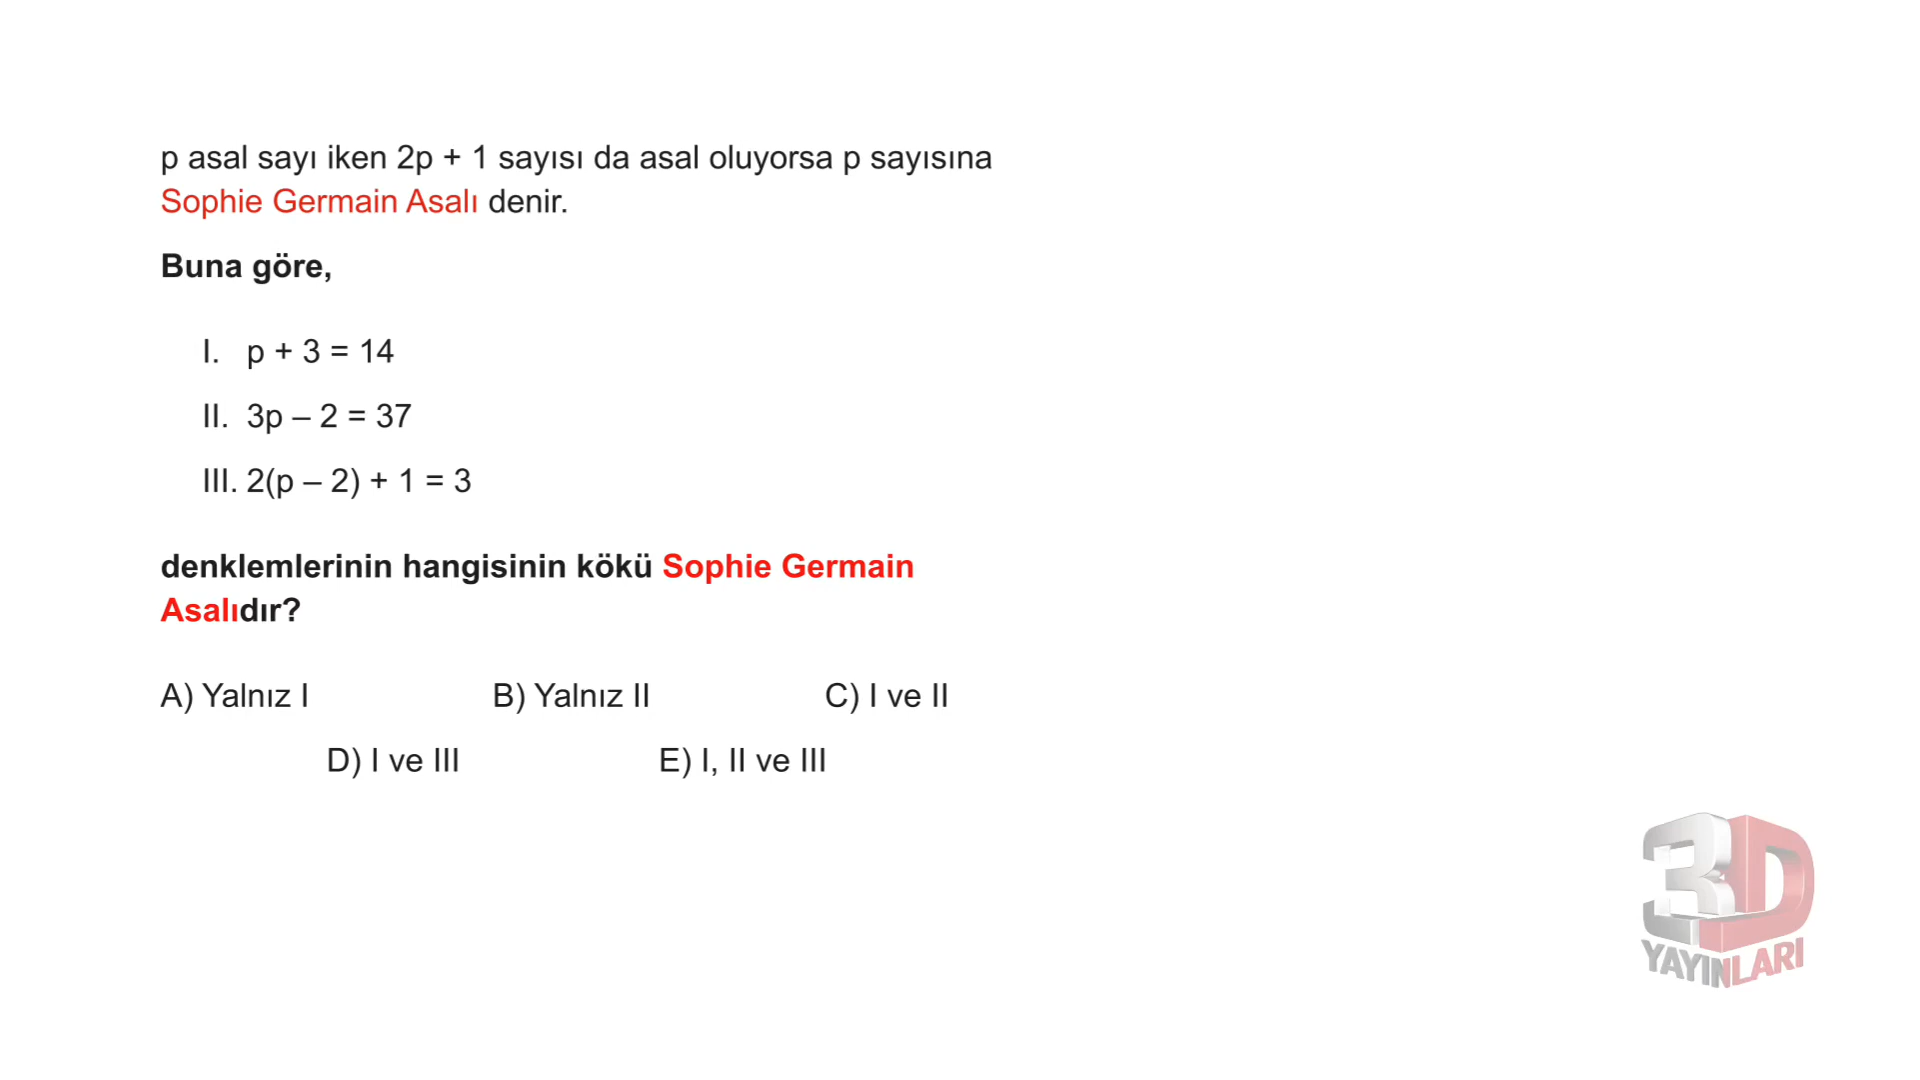 p asal sayı iken 2p + 1 sayısı da asal oluyorsa p sayısına
Sophie Germain Asalı denir.
Buna göre,
I. p + 3 = 14
II. 3p – 2 = 37
III. 2(p – 2) + 1 = 3
denklemlerinin hangisinin kökü Sophie Germain
Asalıdır?
A) Yalnız I B) Yalnız II C) I ve II
D) I ve III E) I, II ve III
3D
YAYINLARI